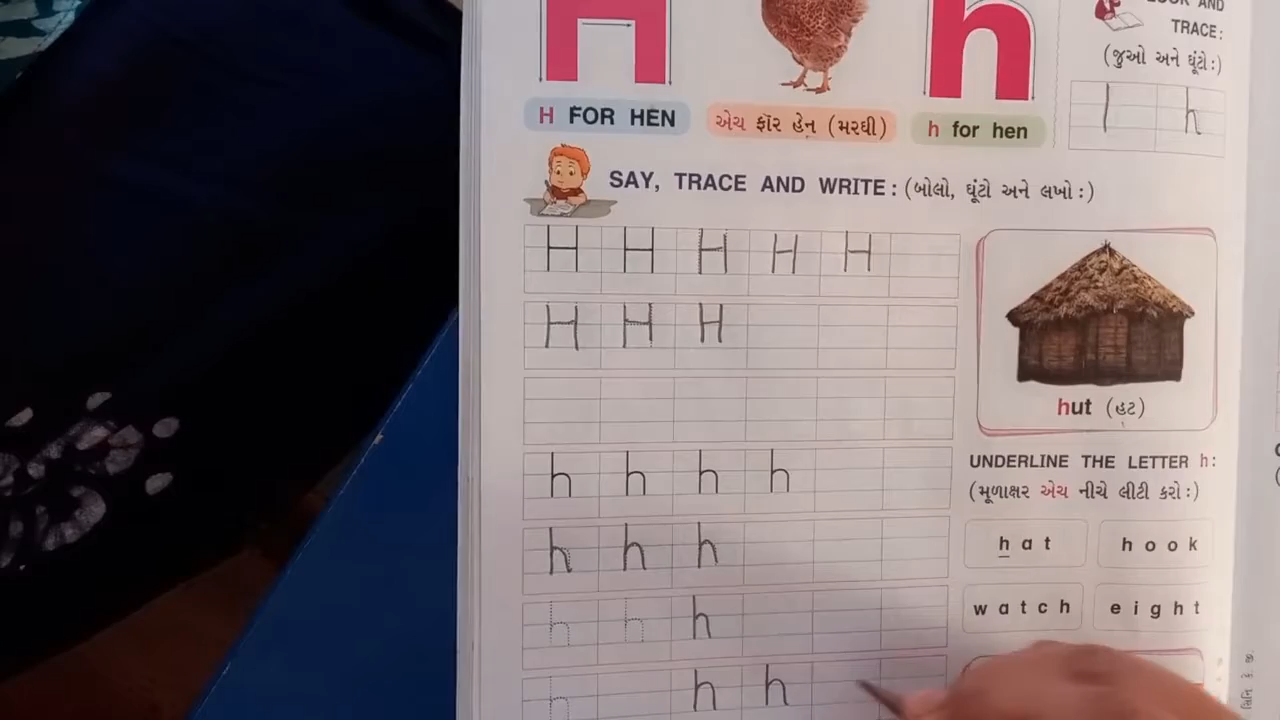 H h
AND
TRACE:
(જુઓ અને ઘૂંટો:)
l h
H FOR HEN એચ ફૉર હેન (મરઘી) h for hen
SAY, TRACE AND WRITE: (બોલો, ઘૂંટો અને લખો:)
H H H H H
H H H
hut (હટ)
h h h h
UNDERLINE THE LETTER h:
(મૂળાક્ષર એચ નીચે લીટી કરો:)
h h h
hat hook
h h h
watch eight
h h h